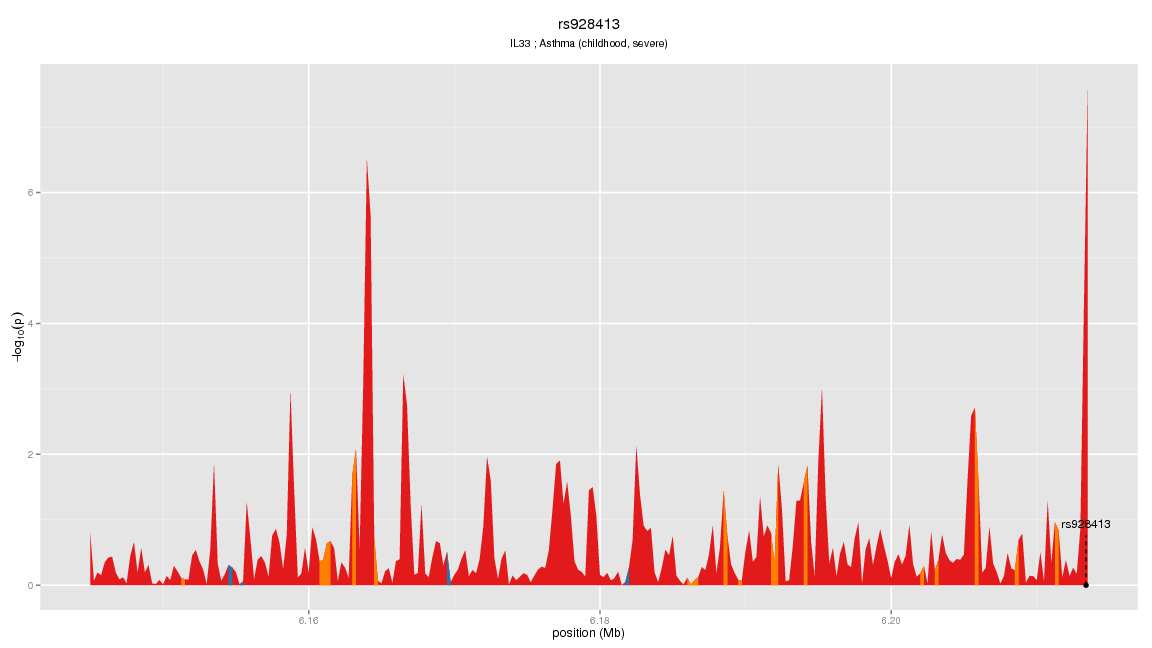 rs928413
IL33 ; Asthma (childhood, severe)
−log10(p)
6
4
2
0
rs928413
6.16
6.18
6.20
position (Mb)